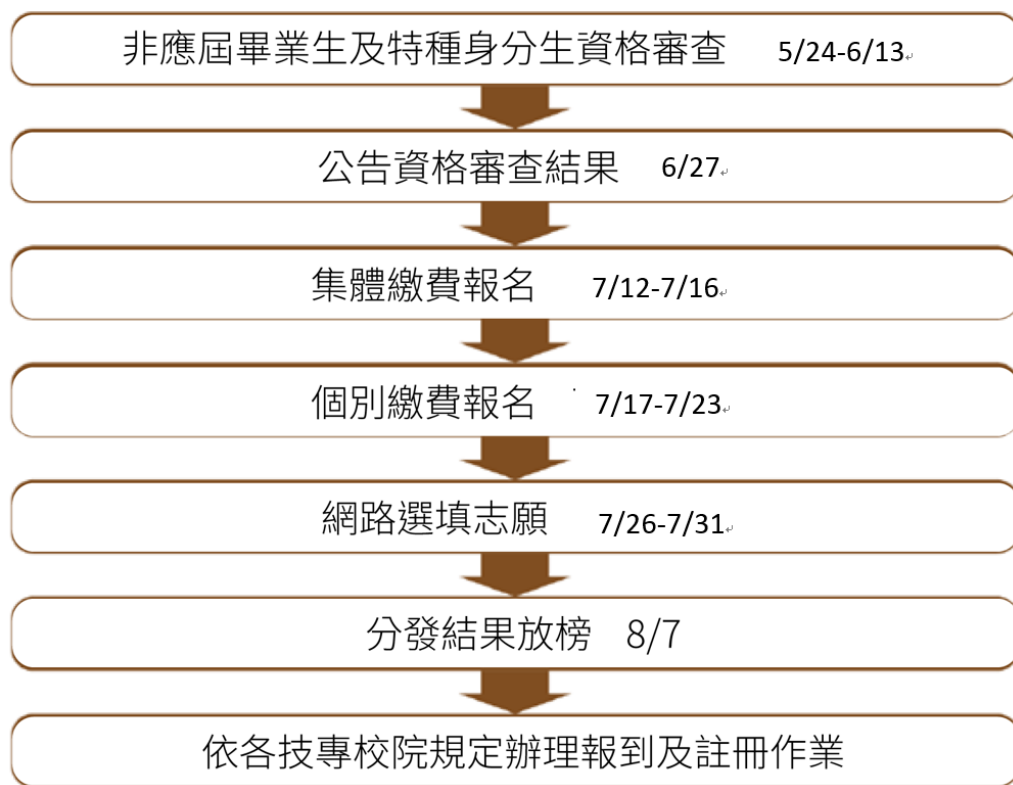 非應屆畢業生及特種身分生資格審查 5/24-6/13
公告資格審查結果 6/27
集體繳費報名 7/12-7/16
個別繳費報名 7/17-7/23
網路選填志願 7/26-7/31
分發結果放榜 8/7
依各技專校院規定辦理報到及註冊作業